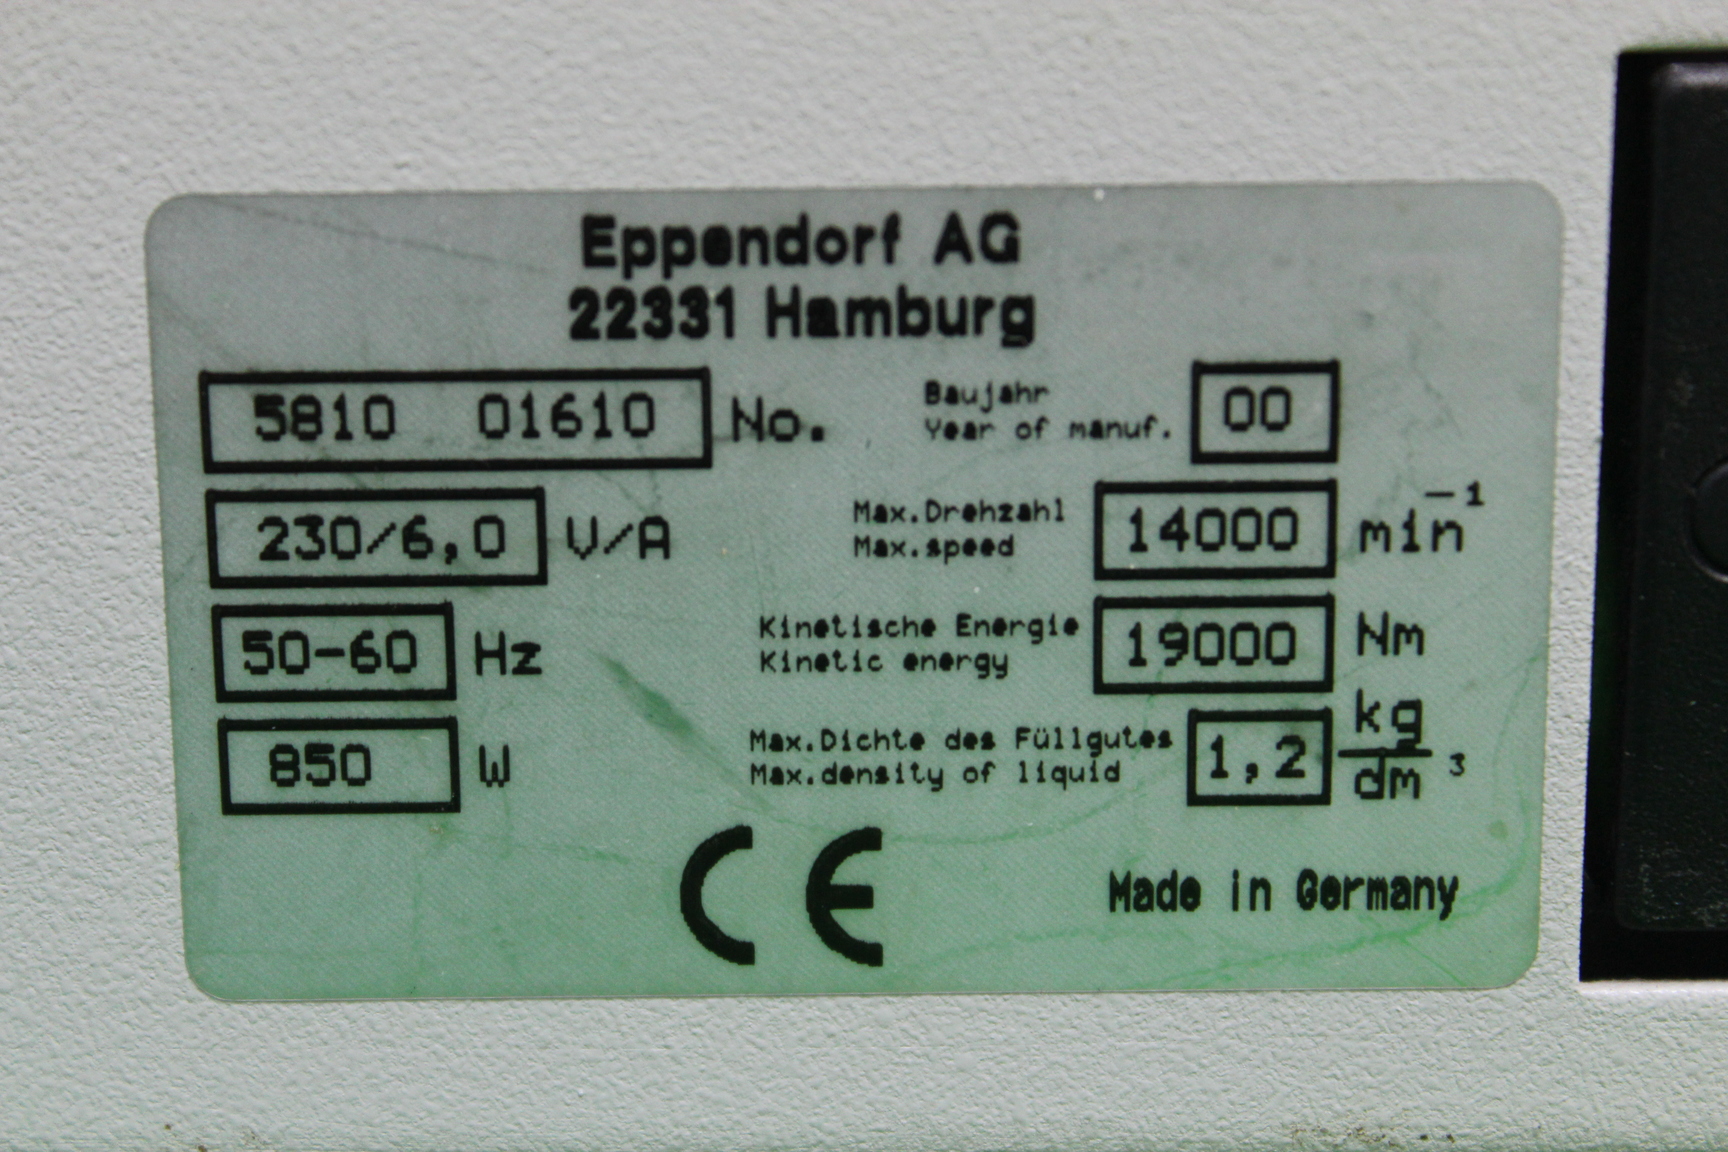 Eppendorf AG
22331 Hamburg
5810 01610 No.
Baujahr
Year of manuf. 00
230/6,0 V/A
Max.Drehzahl
Max.speed 14000 min⁻¹
50-60 Hz
Kinetische Energie
Kinetic energy 19000 Nm
850 W
Max.Dichte des Füllgutes
Max.density of liquid 1,2 kg/dm³
CE
Made in Germany